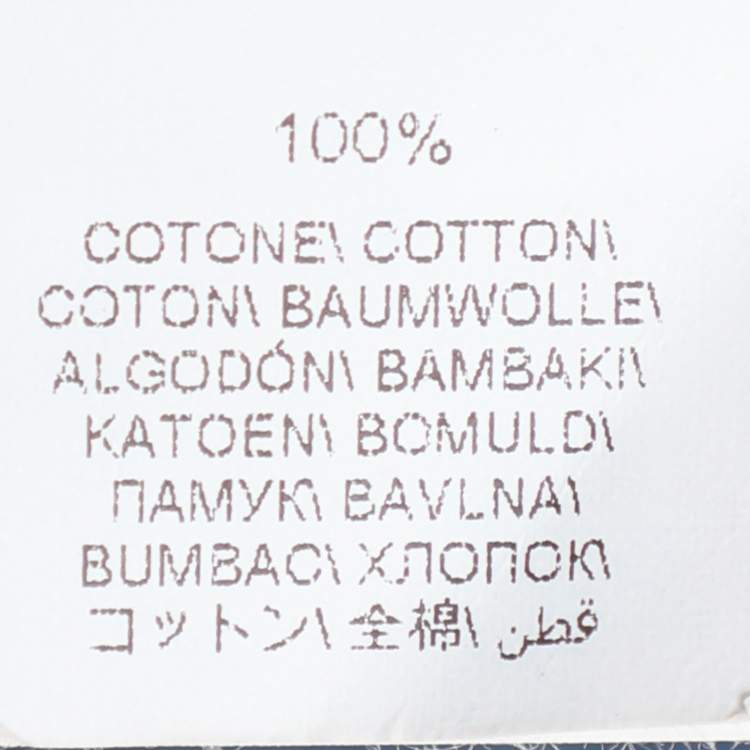 100%
COTONE\ COTTON\
COTON\ BAUMWOLLE\
ALGODÓN\ BAMBAKI\
KATOEN\ BOMULD\
ПАМУК\ BAVLNA\
BUMBAC\ ХЛОПОК\
コットン\ 全棉\ قطن